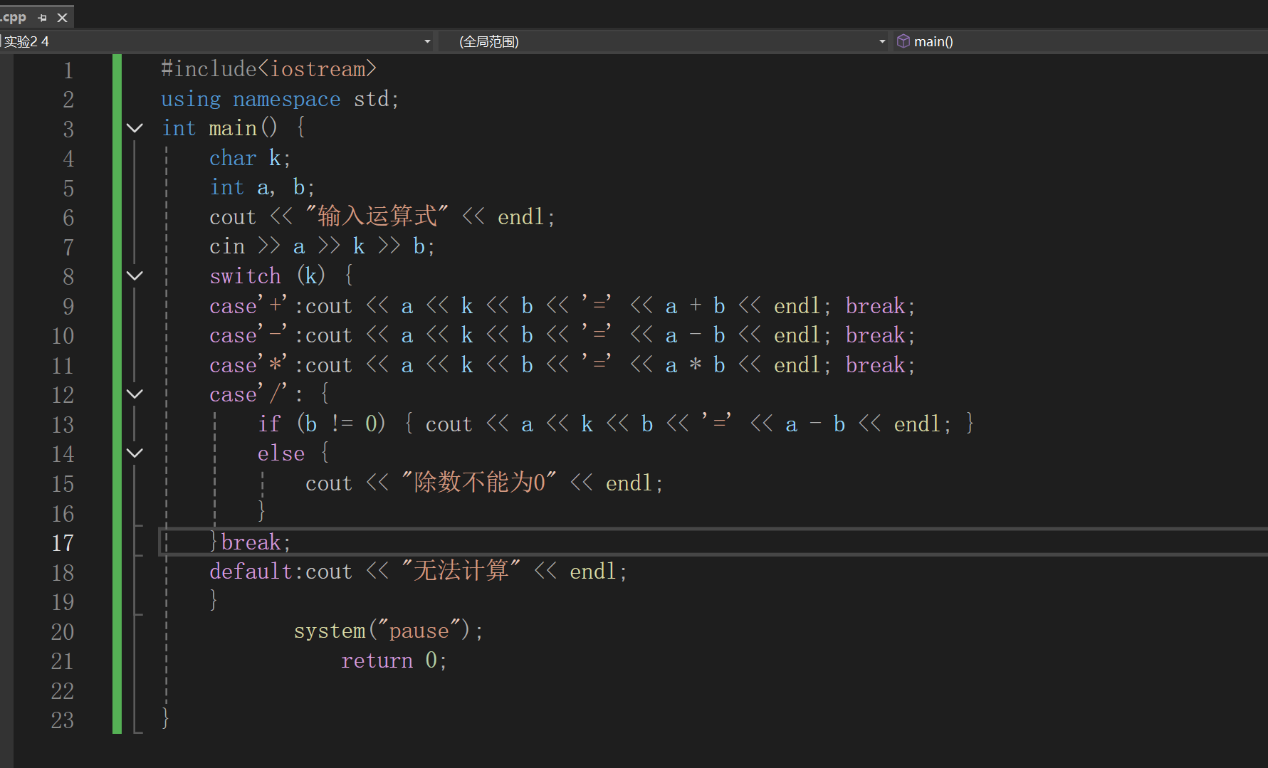 .cpp
实验2 4 (全局范围) main()
1 #include<iostream>
2 using namespace std;
3 int main() {
4 char k;
5 int a, b;
6 cout << "输入运算式" << endl;
7 cin >> a >> k >> b;
8 switch (k) {
9 case'+':cout << a << k << b << '=' << a + b << endl; break;
10 case'-':cout << a << k << b << '=' << a - b << endl; break;
11 case'*':cout << a << k << b << '=' << a * b << endl; break;
12 case'/': {
13 if (b != 0) { cout << a << k << b << '=' << a - b << endl; }
14 else {
15 cout << "除数不能为0" << endl;
16 }
17 }break;
18 default:cout << "无法计算" << endl;
19 }
20 system("pause");
21 return 0;
22
23 }